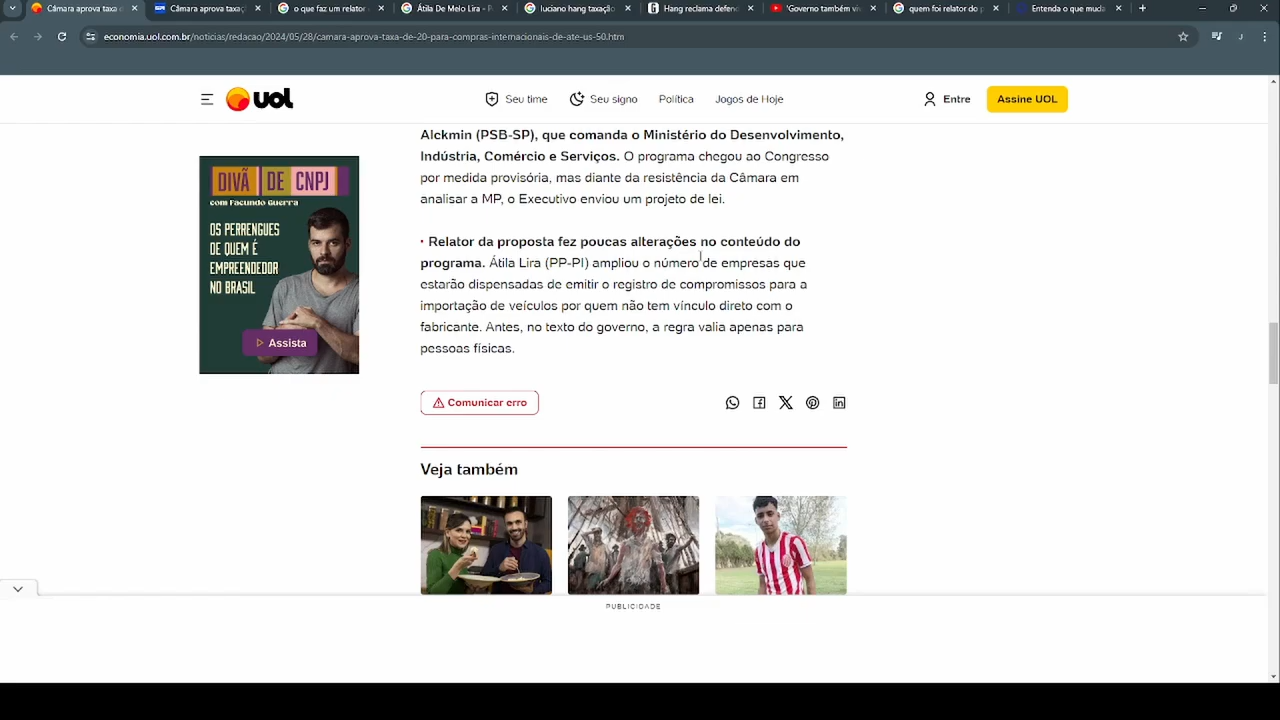 Câmara aprova taxa d
Câmara aprova taxaç
o que faz um relator
Átila De Melo Lira - P
luciano hang taxação
Hang reclama defend
'Governo também viv
quem foi relator do p
Entenda o que muda
economia.uol.com.br/noticias/redacao/2024/05/28/camara-aprova-taxa-de-20-para-compras-internacionais-de-ate-us-50.htm
J
uol
Seu time
Seu signo
Política
Jogos de Hoje
Entre
Assine UOL
DIVÃ DE CNPJ
com Facundo Guerra
OS PERRENGUES
DE QUEM É
EMPREENDEDOR
NO BRASIL
Assista
Alckmin (PSB-SP), que comanda o Ministério do Desenvolvimento,
Indústria, Comércio e Serviços. O programa chegou ao Congresso
por medida provisória, mas diante da resistência da Câmara em
analisar a MP, o Executivo enviou um projeto de lei.
· Relator da proposta fez poucas alterações no conteúdo do
programa. Átila Lira (PP-PI) ampliou o número de empresas que
estarão dispensadas de emitir o registro de compromissos para a
importação de veículos por quem não tem vínculo direto com o
fabricante. Antes, no texto do governo, a regra valia apenas para
pessoas físicas.
Comunicar erro
Veja também
PUBLICIDADE